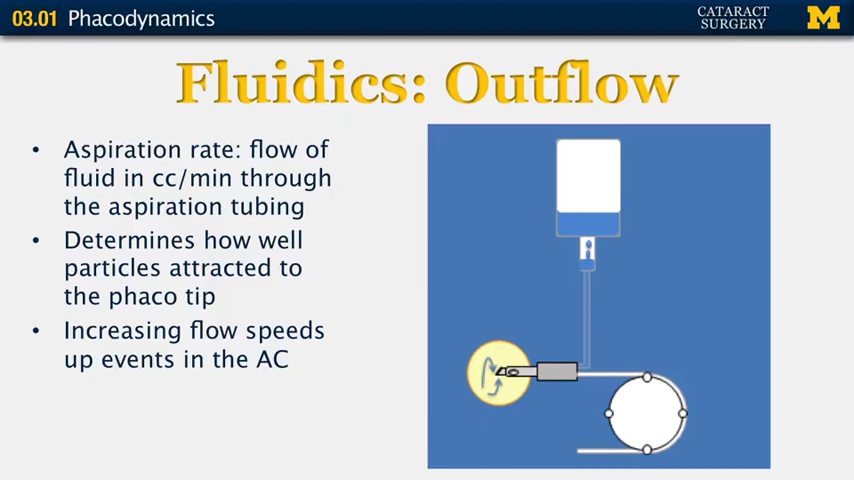 03.01 Phacodynamics
CATARACT
SURGERY
M
Fluidics: Outflow
• Aspiration rate: flow of
fluid in cc/min through
the aspiration tubing
• Determines how well
particles attracted to
the phaco tip
• Increasing flow speeds
up events in the AC